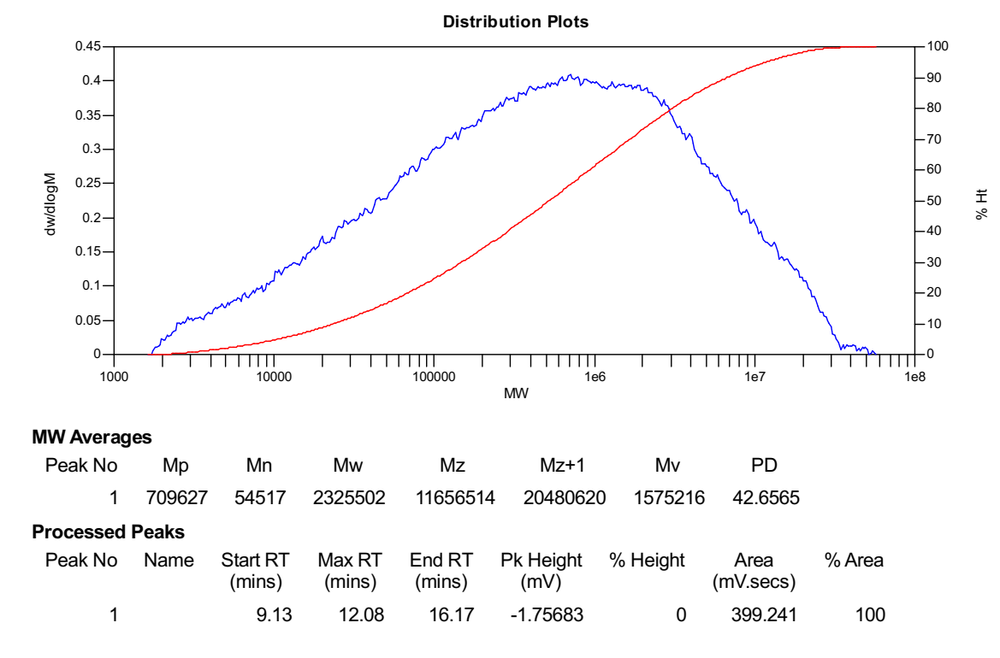 Distribution Plots
0.45
0.4
0.35
0.3
0.25
0.2
0.15
0.1
0.05
0
dw/dlogM
100
90
80
70
60
50
40
30
20
10
0
% Ht
1000 10000 100000 1e6 1e7 1e8
MW
MW Averages
Peak No Mp Mn Mw Mz Mz+1 Mv PD
1 709627 54517 2325502 11656514 20480620 1575216 42.6565
Processed Peaks
Peak No Name Start RT Max RT End RT Pk Height % Height Area % Area
(mins) (mins) (mins) (mV) (mV.secs)
1 9.13 12.08 16.17 -1.75683 0 399.241 100